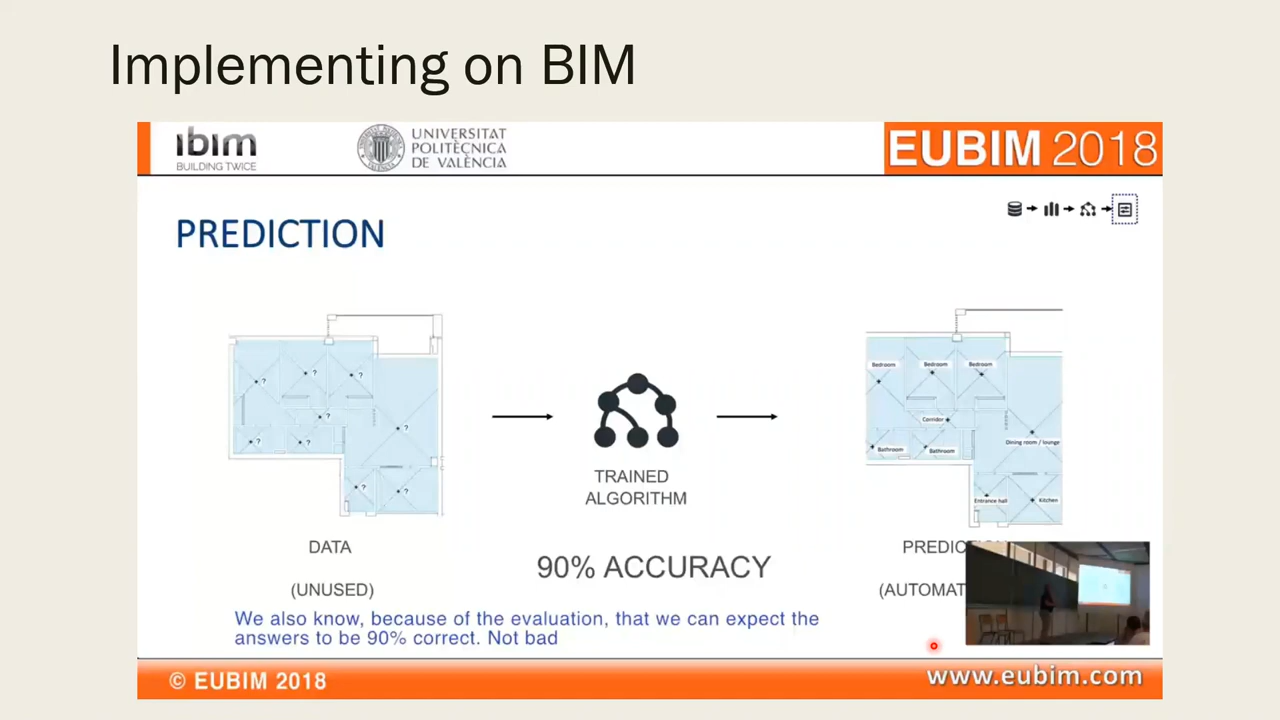 Implementing on BIM
ibim
BUILDING TWICE
UNIVERSITAT
POLITÈCNICA
DE VALÈNCIA
EUBIM 2018
PREDICTION
?
?
?
?
?
?
?
?
?
Bedroom
Bedroom
Bedroom
Corridor
Bathroom
Bathroom
Dining room / lounge
Entrance hall
Kitchen
TRAINED
ALGORITHM
DATA
(UNUSED)
90% ACCURACY
PREDIC
(AUTOMAT
We also know, because of the evaluation, that we can expect the
answers to be 90% correct. Not bad
© EUBIM 2018
www.eubim.com